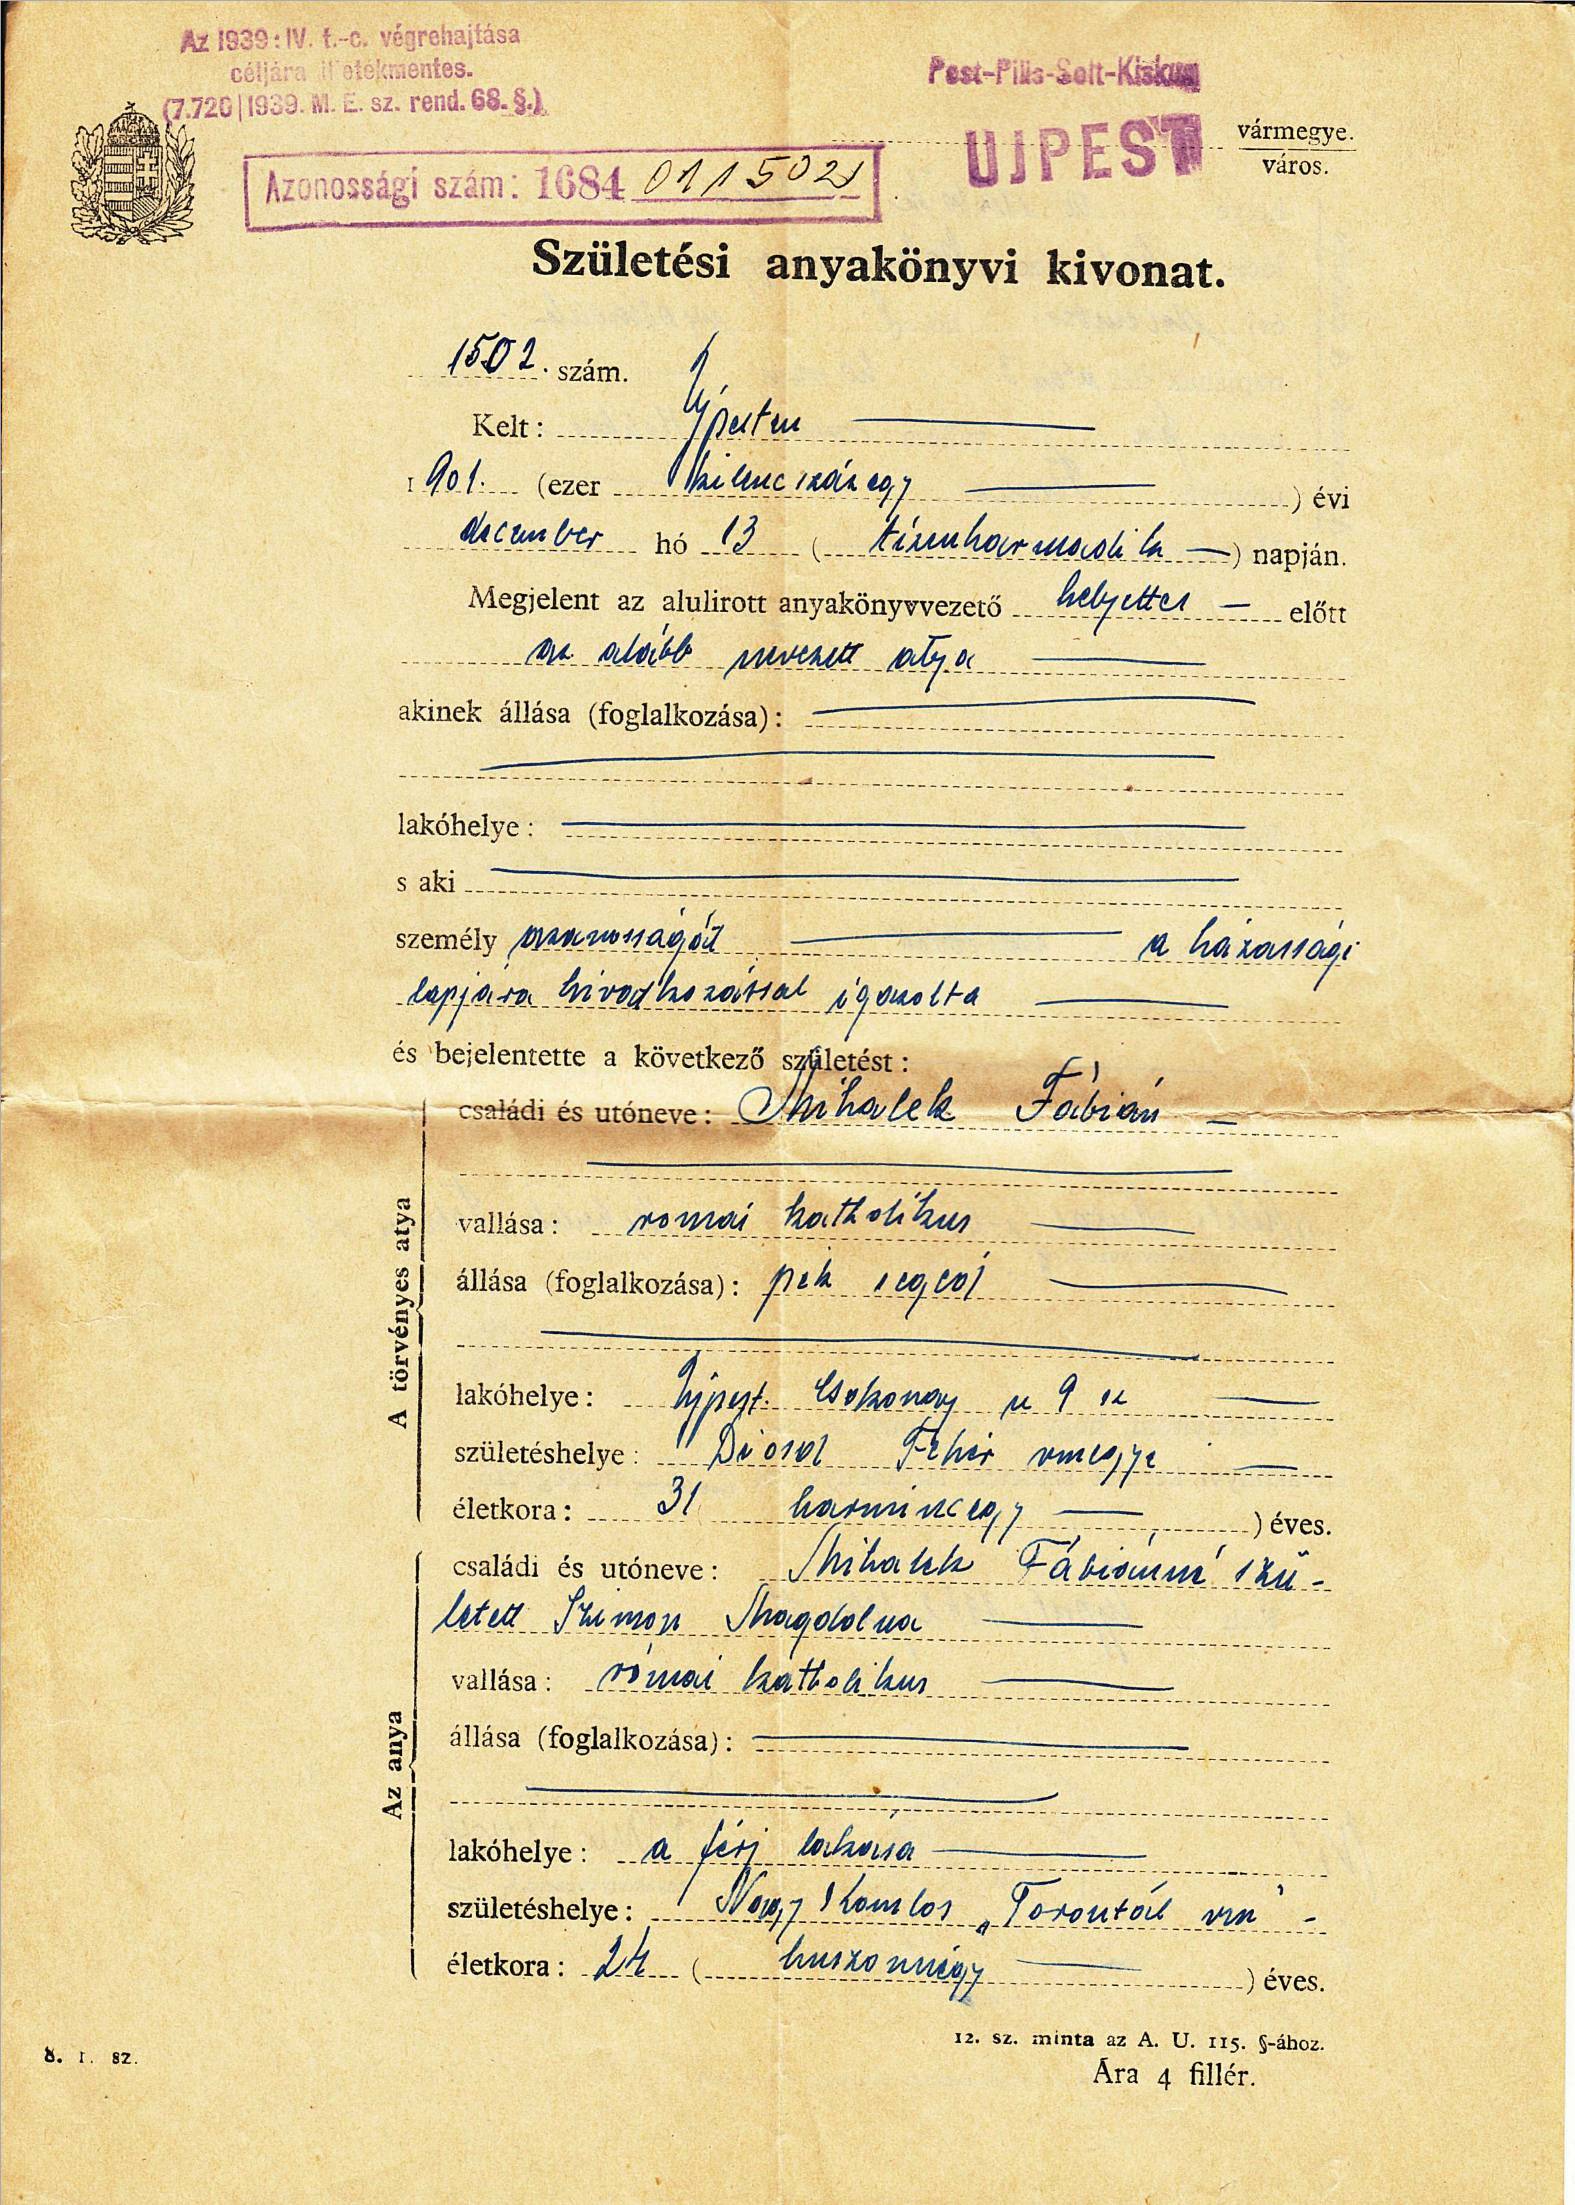 Az 1939: IV. t.-c. végrehajtása
céljára illetékmentes.
(7.720|1939. M. E. sz. rend. 68. §.)
Pest-Pilis-Solt-Kiskun
UJPEST
vármegye.
város.
Azonossági szám: 1684 011502
Születési anyakönyvi kivonat.
1502. szám.
Kelt: Ujpesten
1901. (ezer kilenczszázegy ) évi
december hó 13 ( tizenharmadik ) napján.
Megjelent az alulirott anyakönyvvezető helyettes előtt
az alább nevezett atya
akinek állása (foglalkozása):
lakóhelye:
s aki
személy azonosságát a házassági
lapjára hivatkozással igazolta
és bejelentette a következő születést:
A törvényes atya
családi és utóneve: Mihalek Fábián
vallása: romai katholikus
állása (foglalkozása): pék segéd
lakóhelye: Ujpest. Csokonay u 9 sz
születéshelye: Diósd Fehér vmegye
életkora: 31 harmincegy ) éves.
Az anya
családi és utóneve: Mihalek Fábiánné szü-
letett Szimon Magdolna
vallása: római katholikus
állása (foglalkozása):
lakóhelye: a férj lakása
születéshelye: Nagy Komlos „Torontál vm"
életkora: 24 ( huszonnégy ) éves.
12. sz. minta az A. U. 115. §-ához.
8. 1. sz.
Ára 4 fillér.